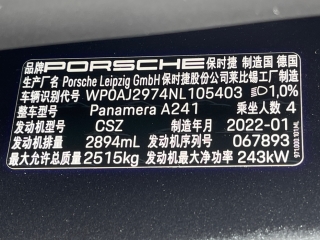 品牌 PORSCHE 保时捷 制造国 德国
生产厂名 Porsche Leipzig GmbH 保时捷股份公司莱比锡工厂制造
车辆识别代号 WP0AJ2974NL105403 1,0%
整车型号 Panamera A241 乘坐人数 4
发动机型号 CSZ 制造年月 2022-01
发动机排量 2894mL 发动机序列号 067893
最大允许总质量 2515kg 发动机最大净功率 243kW